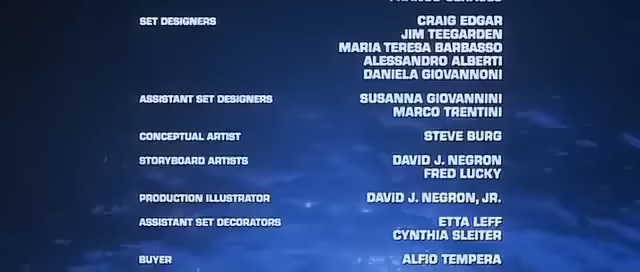 SET DESIGNERS CRAIG EDGAR
JIM TEEGARDEN
MARIA TERESA BARBASSO
ALESSANDRO ALBERTI
DANIELA GIOVANNONI
ASSISTANT SET DESIGNERS SUSANNA GIOVANNINI
MARCO TRENTINI
CONCEPTUAL ARTIST STEVE BURG
STORYBOARD ARTISTS DAVID J. NEGRON
FRED LUCKY
PRODUCTION ILLUSTRATOR DAVID J. NEGRON, JR.
ASSISTANT SET DECORATORS ETTA LEFF
CYNTHIA SLEITER
BUYER ALFIO TEMPERA